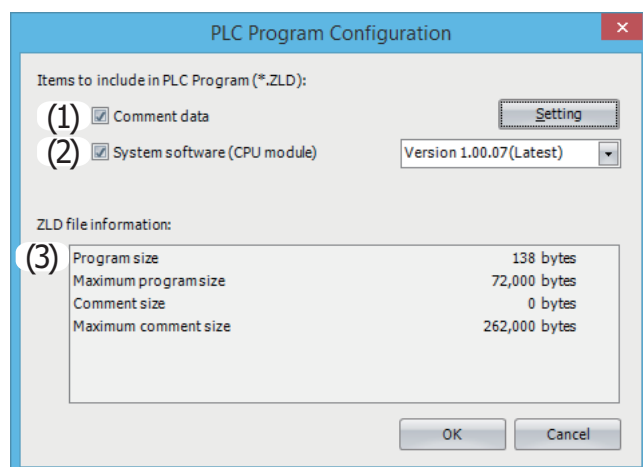 PLC Program Configuration
Items to include in PLC Program (*.ZLD):
(1) Comment data Setting
(2) System software (CPU module) Version 1.00.07(Latest)
ZLD file information:
(3) Program size 138 bytes
Maximum program size 72,000 bytes
Comment size 0 bytes
Maximum comment size 262,000 bytes
OK Cancel